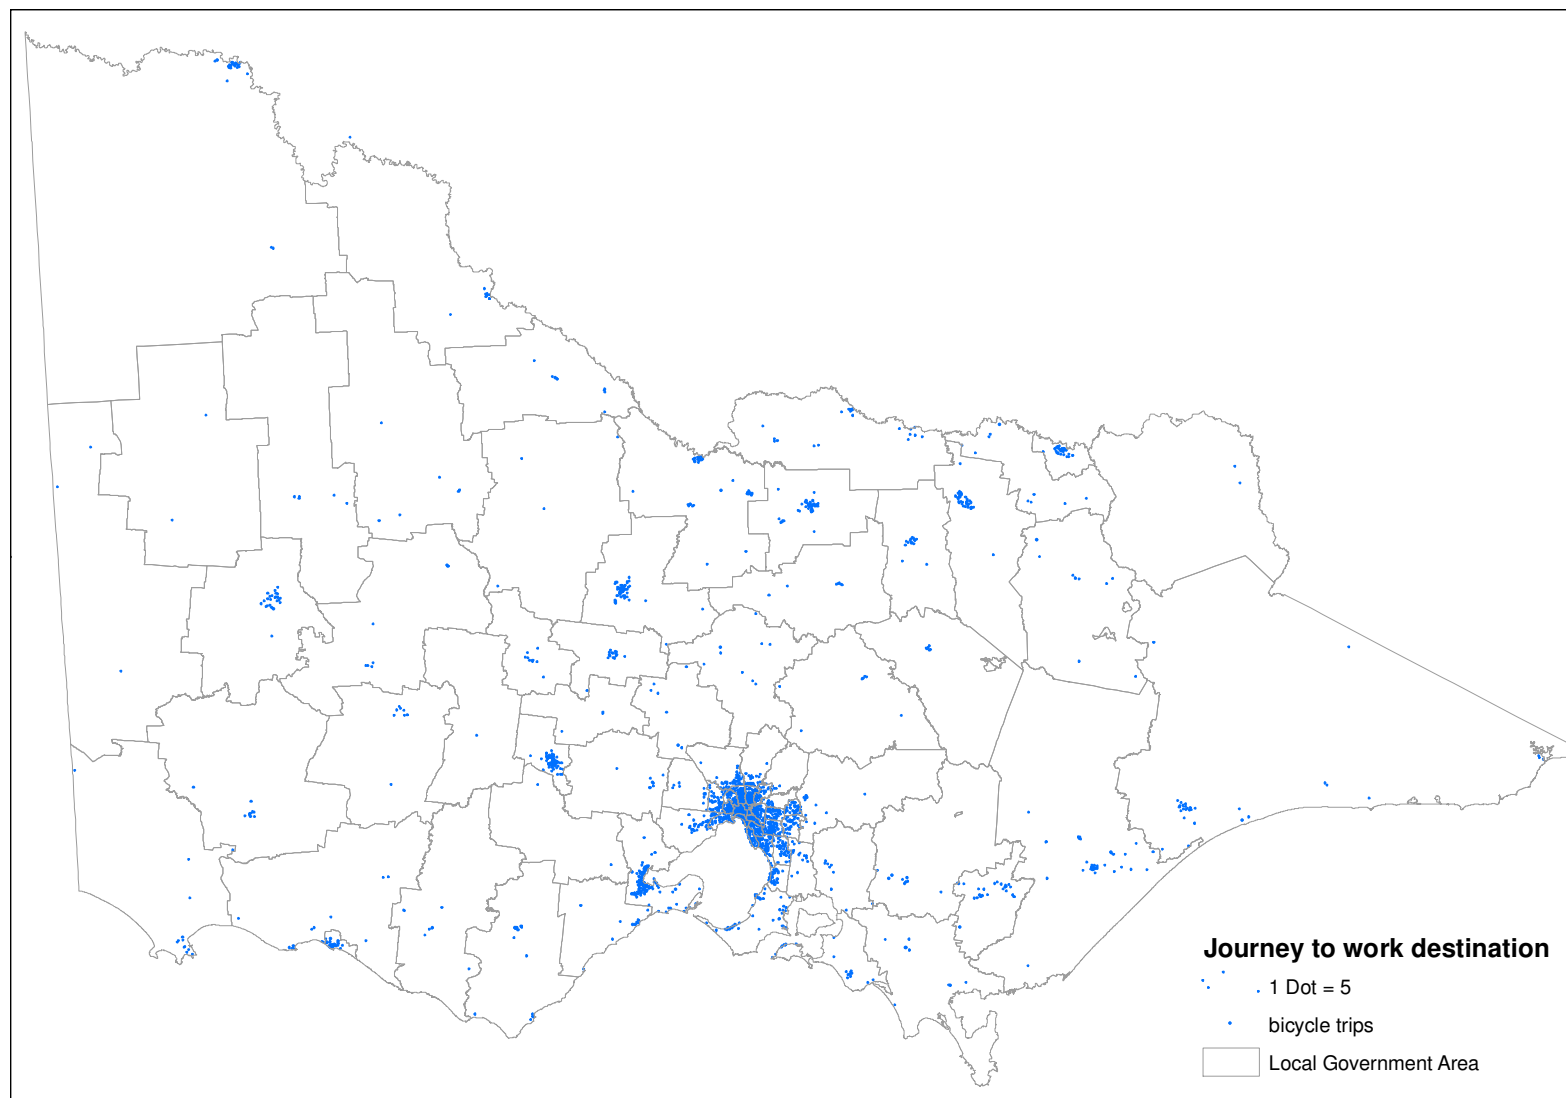 Journey to work destination
1 Dot = 5
bicycle trips
Local Government Area